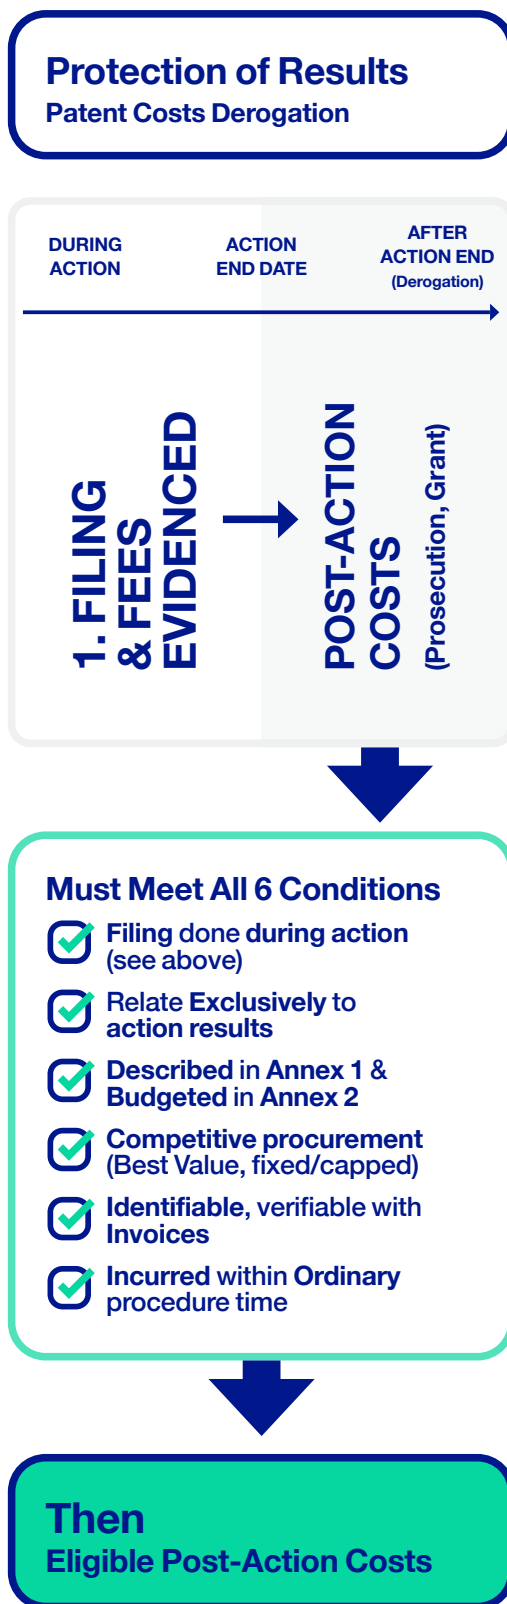 Protection of Results
Patent Costs Derogation
DURING
ACTION
ACTION
END DATE
AFTER
ACTION END
(Derogation)
1. FILING
& FEES
EVIDENCED
POST-ACTION
COSTS
(Prosecution, Grant)
Must Meet All 6 Conditions
Filing done during action
(see above)
Relate Exclusively to
action results
Described in Annex 1 &
Budgeted in Annex 2
Competitive procurement
(Best Value, fixed/capped)
Identifiable, verifiable with
Invoices
Incurred within Ordinary
procedure time
Then
Eligible Post-Action Costs